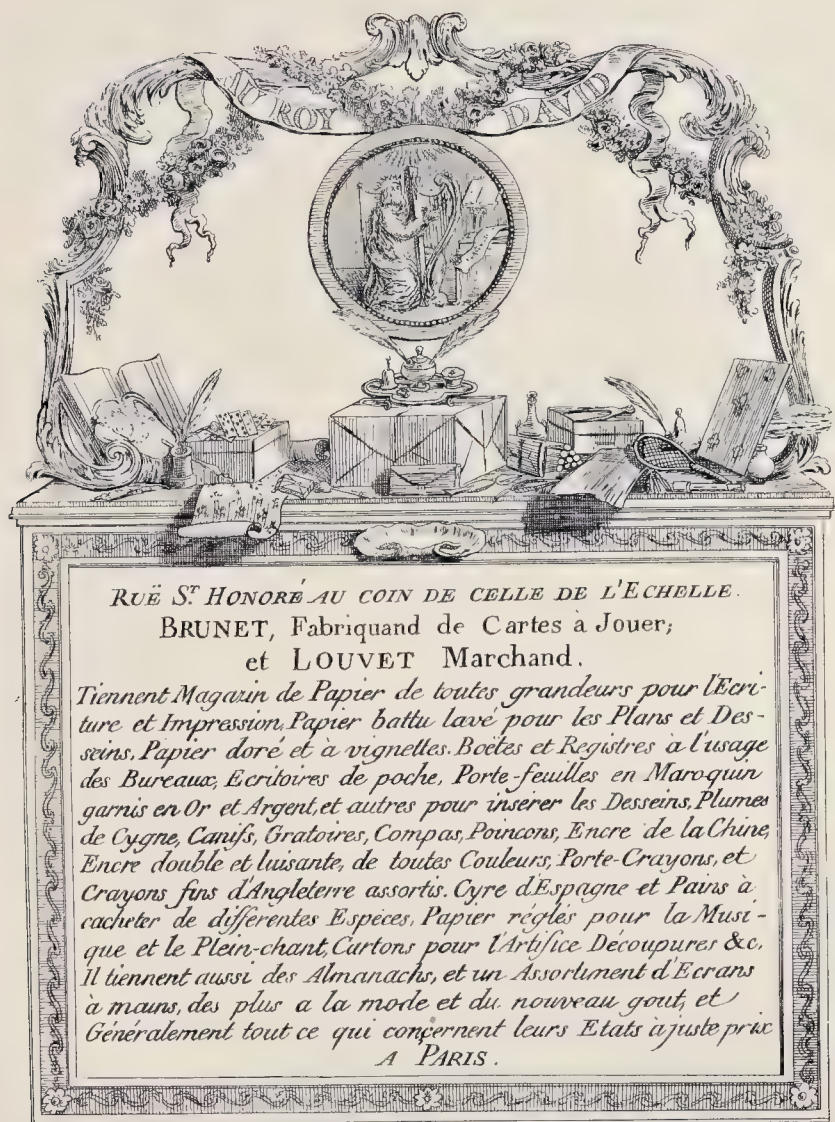 AU ROY DAVID
RUË S.T HONORÉ AU COIN DE CELLE DE L'ECHELLE.
BRUNET, Fabriquand de Cartes à Jouer;
et LOUVET Marchand.
Tiennent Magazin de Papier de toutes grandeurs pour l'Ecri-
ture et Impression, Papier battu lavé pour les Plans et Des-
seins, Papier doré et à vignettes. Boëtes et Registres à l'usage
des Bureaux, Ecritoires de poche, Porte-feuilles en Maroquin
garnis en Or et Argent, et autres pour inserer les Desseins, Plumes
de Cygne, Canifs, Gratoires, Compas, Poincons, Encre de la Chine,
Encre double et luisante, de toutes Couleurs, Porte-Crayons, et
Crayons fins d'Angleterre assortis. Cyre d'Espagne et Pains à
cacheter de différentes Espèces, Papier réglés pour la Musi-
que et le Plein-chant, Cartons pour l'Artifice Découpures &c.
Il tiennent aussi des Almanachs, et un Assortiment d'Ecrans
à mains, des plus a la mode et du nouveau gout, et
Généralement tout ce qui conçernent leurs Etats à juste prix
A PARIS.